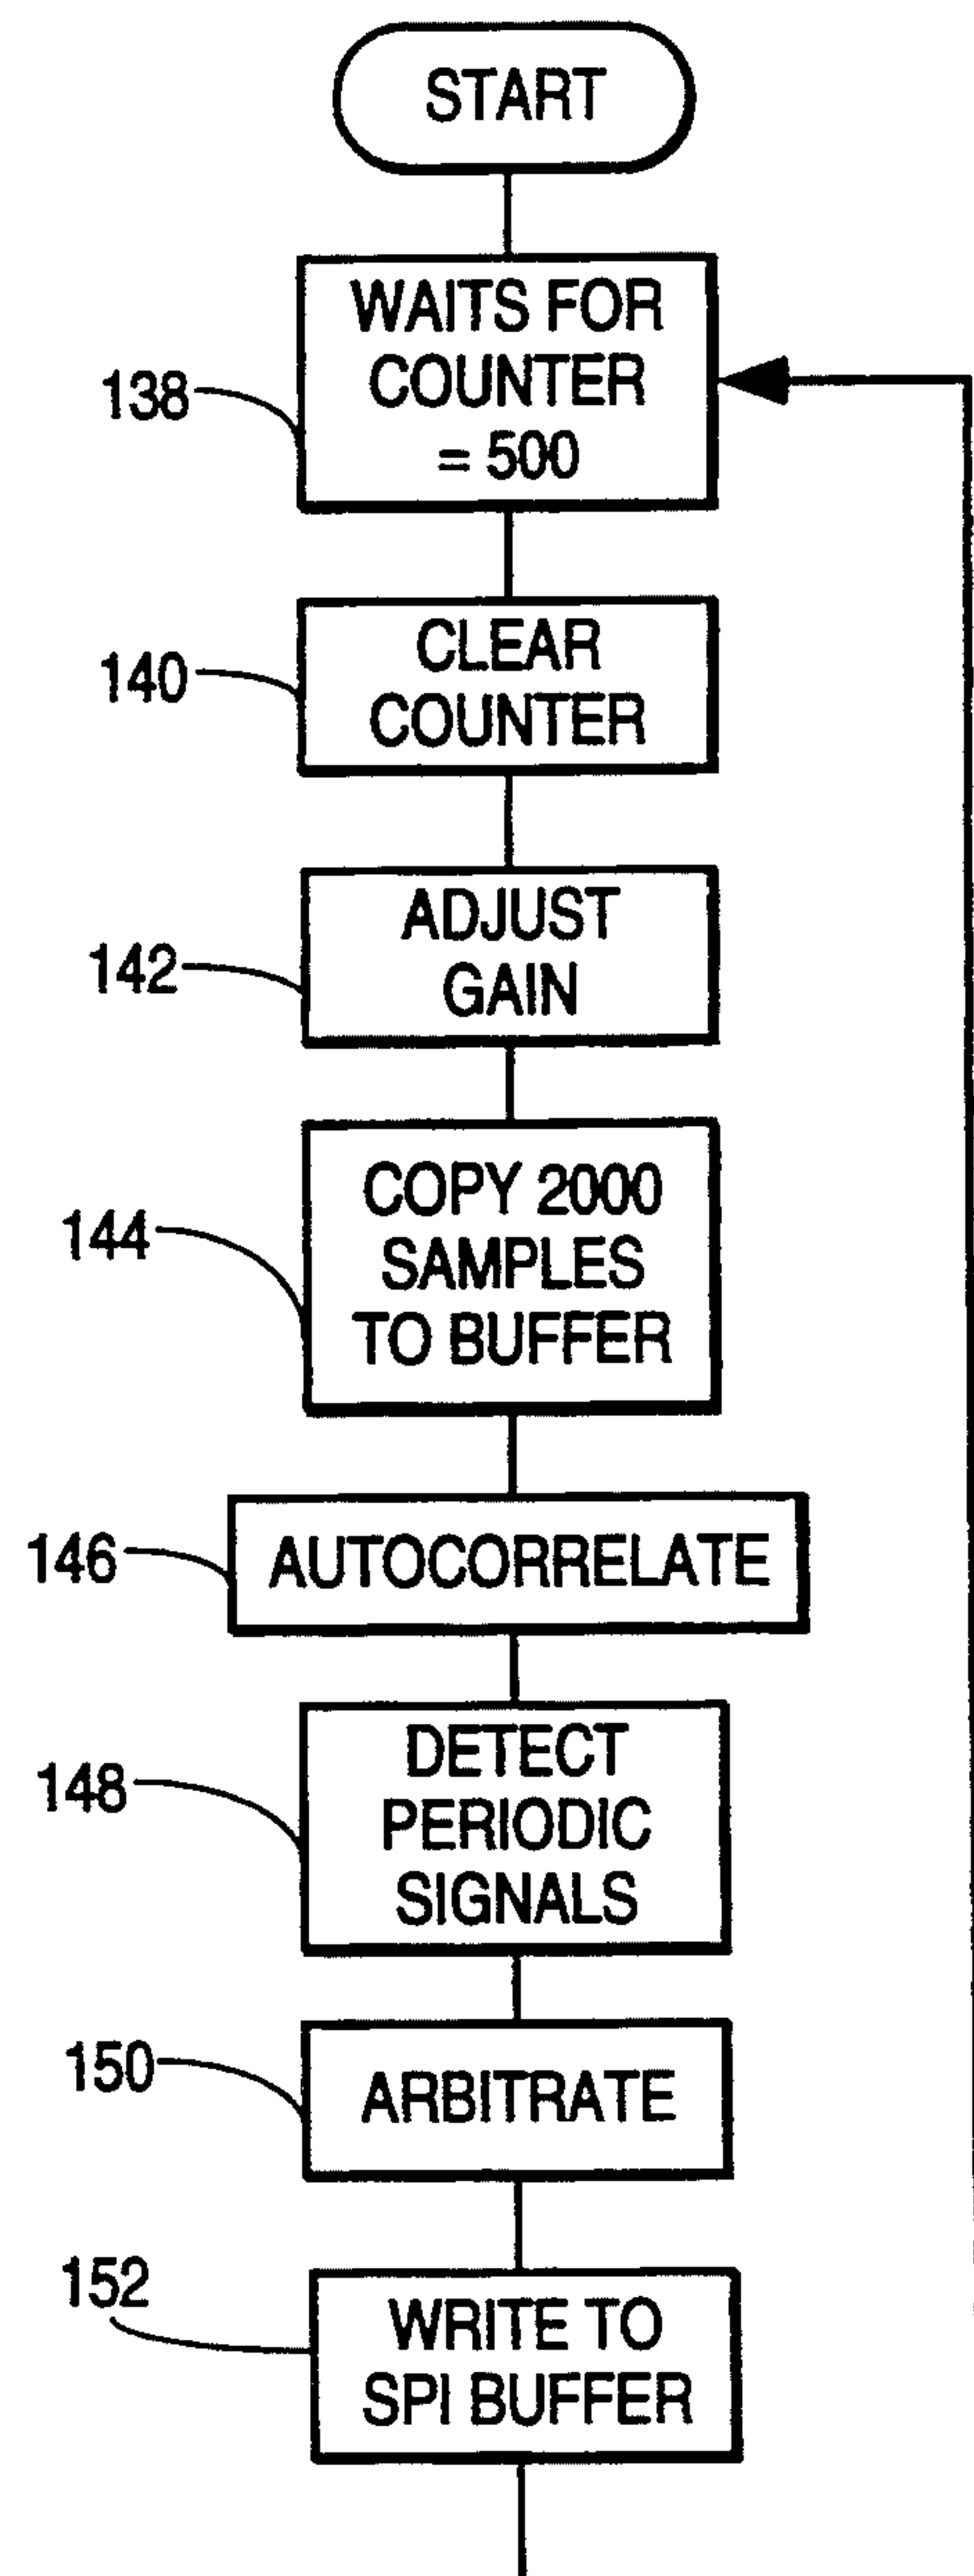 START
WAITS FOR
COUNTER
= 500
138
CLEAR
COUNTER
140
ADJUST
GAIN
142
COPY 2000
SAMPLES
TO BUFFER
144
AUTOCORRELATE
146
DETECT
PERIODIC
SIGNALS
148
ARBITRATE
150
WRITE TO
SPI BUFFER
152